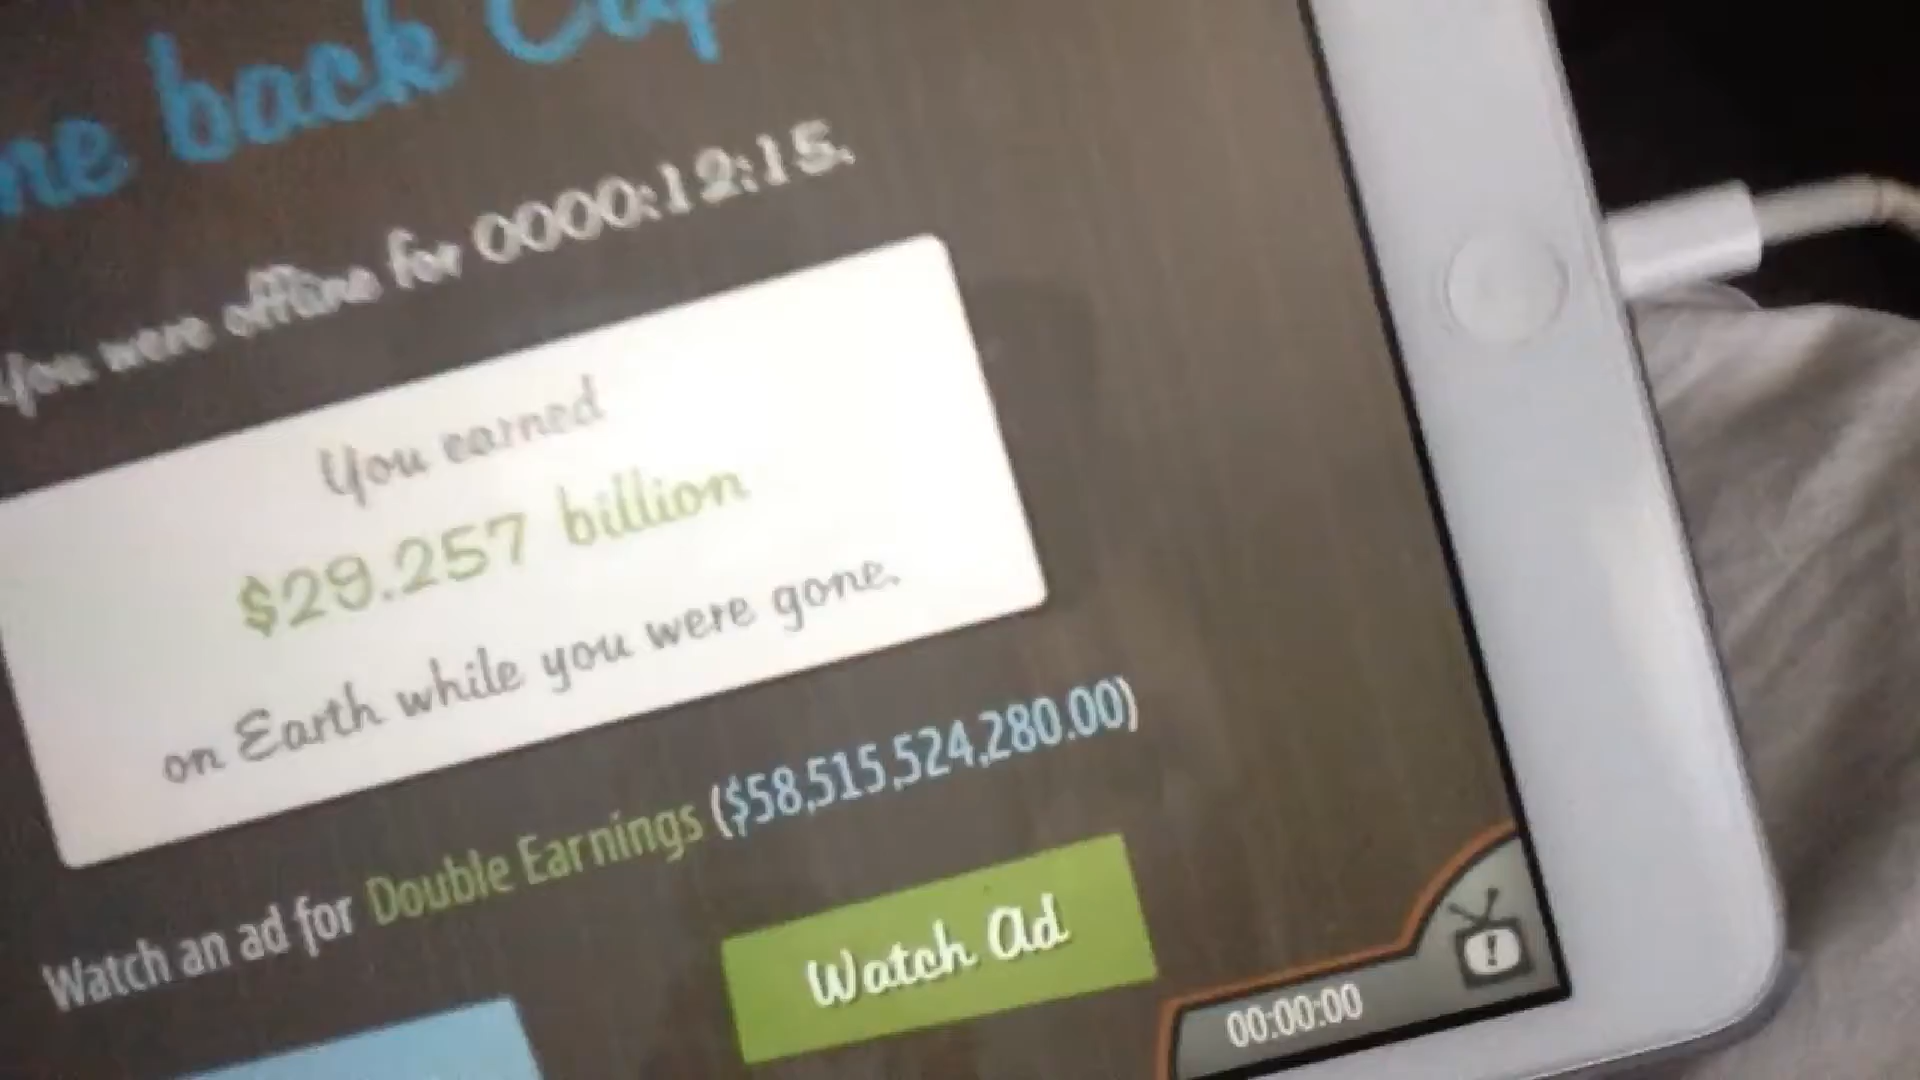 back
You were offline for 0000:12:15.
You earned
$29.257 billion
on Earth while you were gone.
Watch an ad for Double Earnings ($58,515,524,280.00)
Watch Ad
!
00:00:00